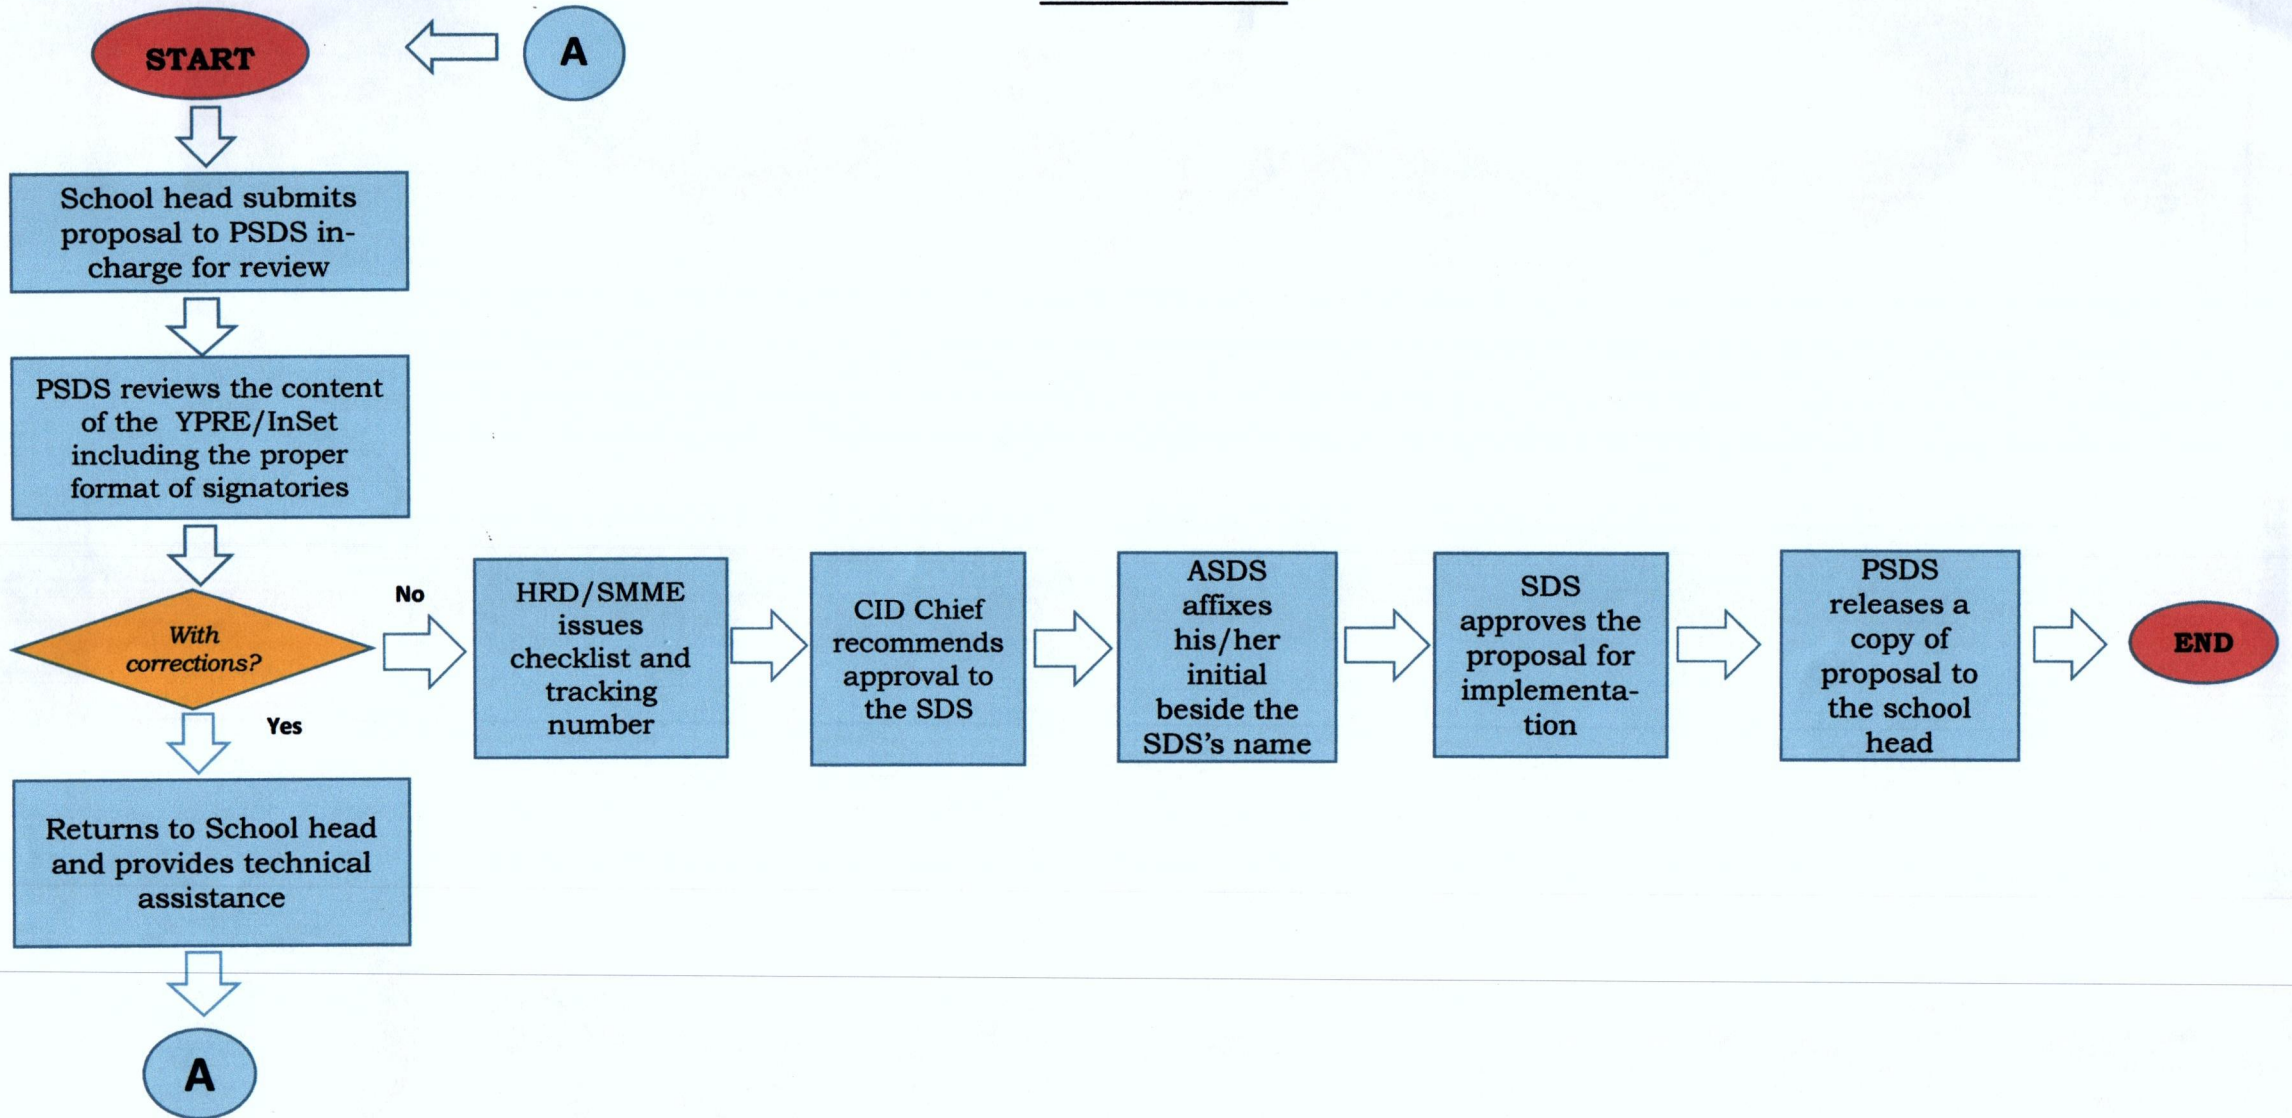 START
A
School head submits
proposal to PSDS in-
charge for review
PSDS reviews the content
of the YPRE/InSet
including the proper
format of signatories
With
corrections?
No
Yes
HRD/SMME
issues
checklist and
tracking
number
CID Chief
recommends
approval to
the SDS
ASDS
affixes
his/her
initial
beside the
SDS's name
SDS
approves the
proposal for
implementa-
tion
PSDS
releases a
copy of
proposal to
the school
head
END
Returns to School head
and provides technical
assistance
A